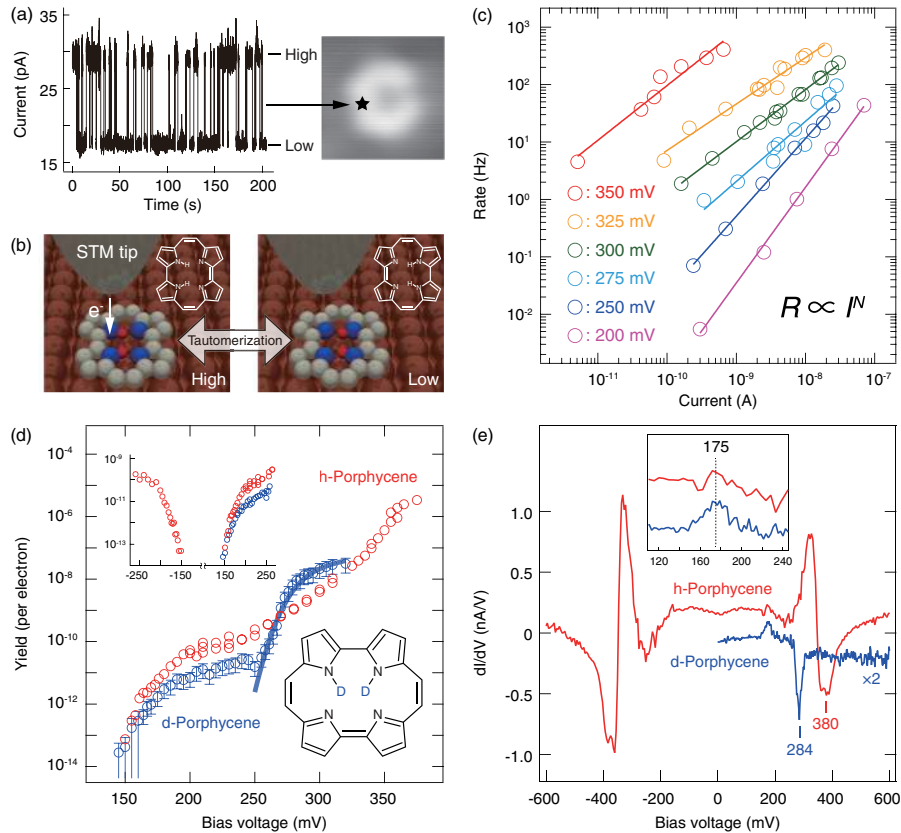 (a)
35
25
15
Current (pA)
High
Low
0
50
100
150
200
Time (s)
(b)
STM tip
e-
N
H
N
N
H
N
Tautomerization
N
H
N
N
H
N
High
Low
(c)
10³
10²
10¹
10⁰
10⁻¹
10⁻²
Rate (Hz)
: 350 mV
: 325 mV
: 300 mV
: 275 mV
: 250 mV
: 200 mV
R ∝ Iᴺ
10⁻¹¹
10⁻¹⁰
10⁻⁹
10⁻⁸
10⁻⁷
Current (A)
(d)
10⁻⁴
10⁻⁶
10⁻⁸
10⁻¹⁰
10⁻¹²
10⁻¹⁴
Yield (per electron)
10⁻⁹
10⁻¹¹
10⁻¹³
-250
-150
150
250
h-Porphycene
d-Porphycene
N
N
D
D
N
N
150
200
250
300
350
Bias voltage (mV)
(e)
175
120
160
200
240
1.0
0.5
0
-0.5
-1.0
dI/dV (nA/V)
h-Porphycene
d-Porphycene
×2
380
284
-600
-400
-200
0
200
400
600
Bias voltage (mV)